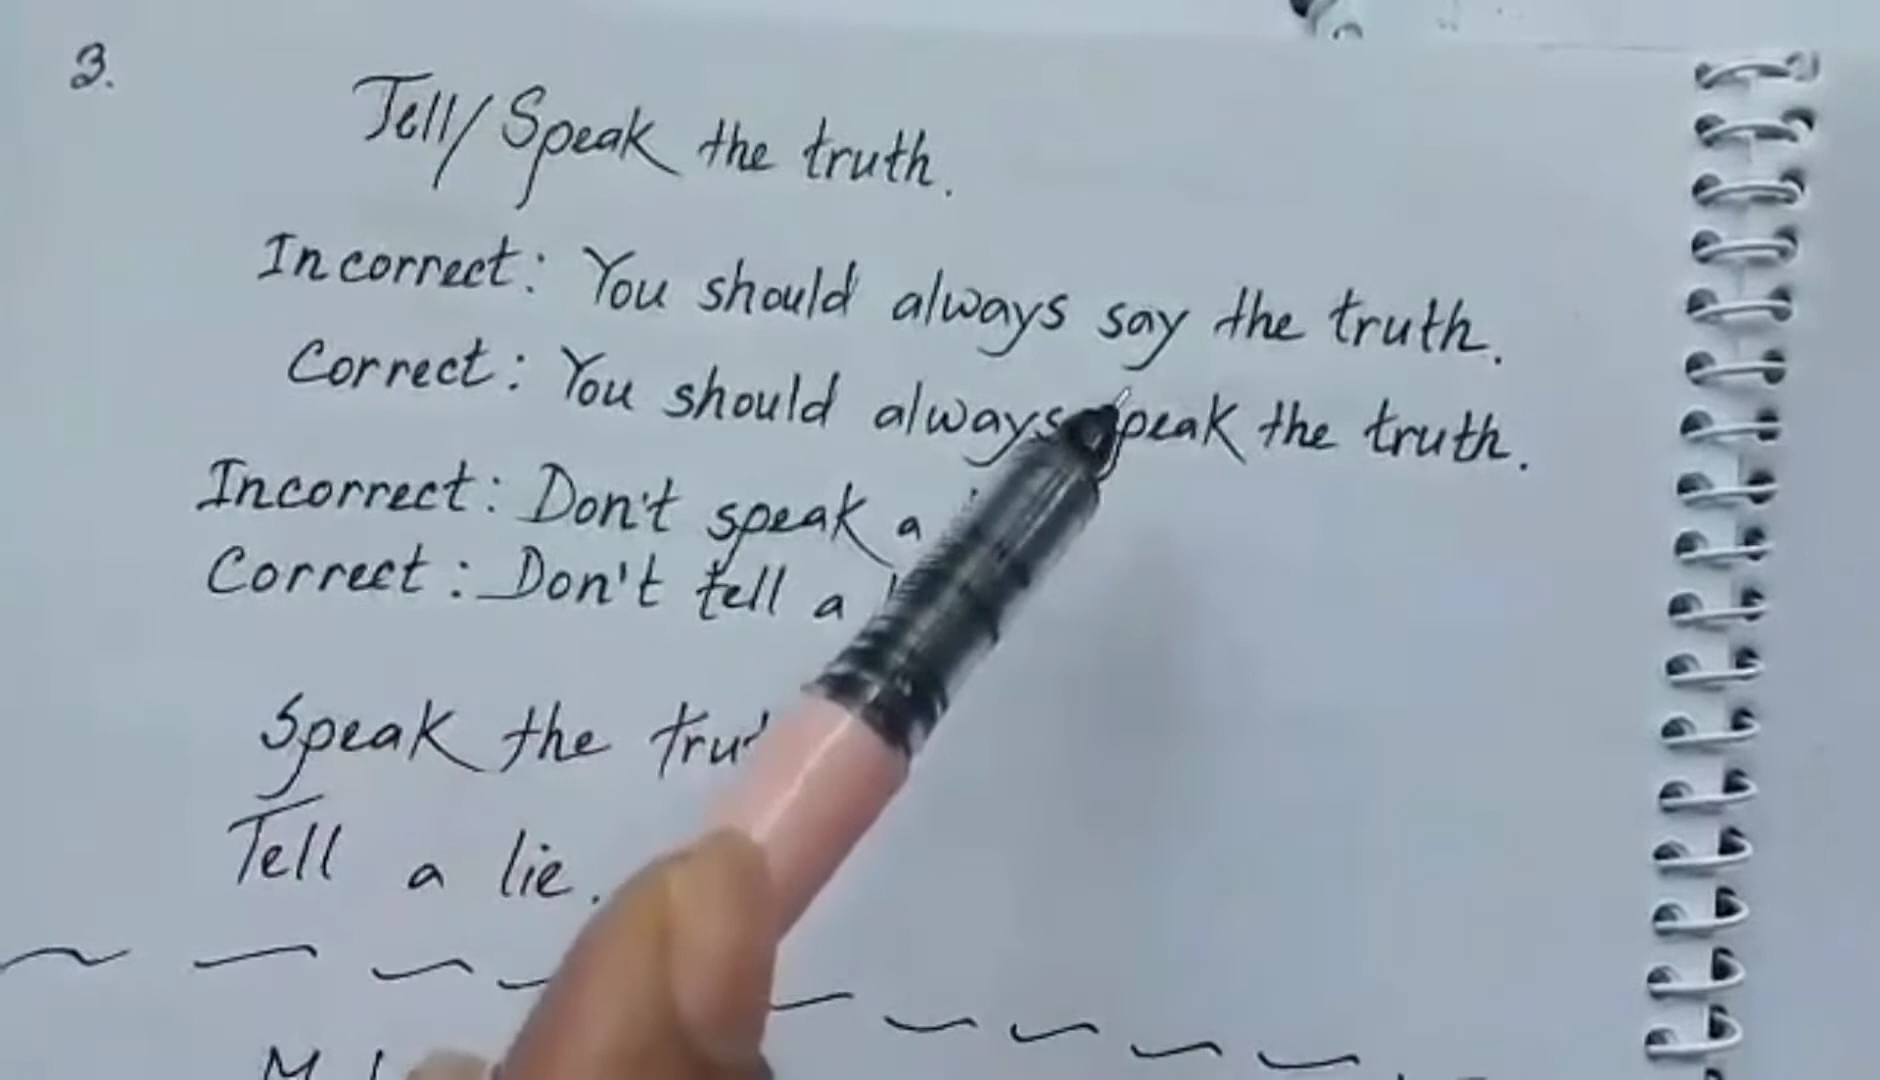 3.
Tell/Speak the truth.
Incorrect: You should always say the truth.
Correct: You should always speak the truth.
Incorrect: Don't speak a
Correct: Don't tell a
Speak the
Tell a lie.